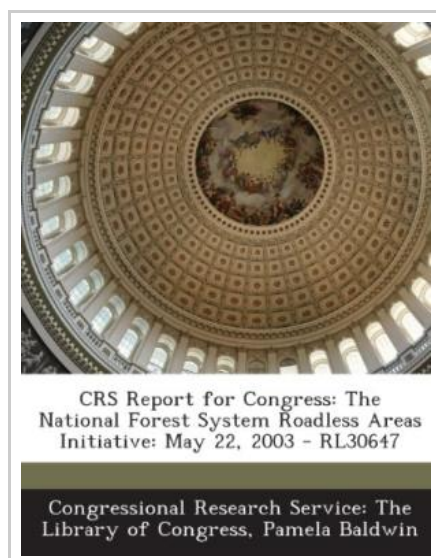 CRS Report for Congress: The
National Forest System Roadless Areas
Initiative: May 22, 2003 - RL30647
Congressional Research Service: The
Library of Congress, Pamela Baldwin